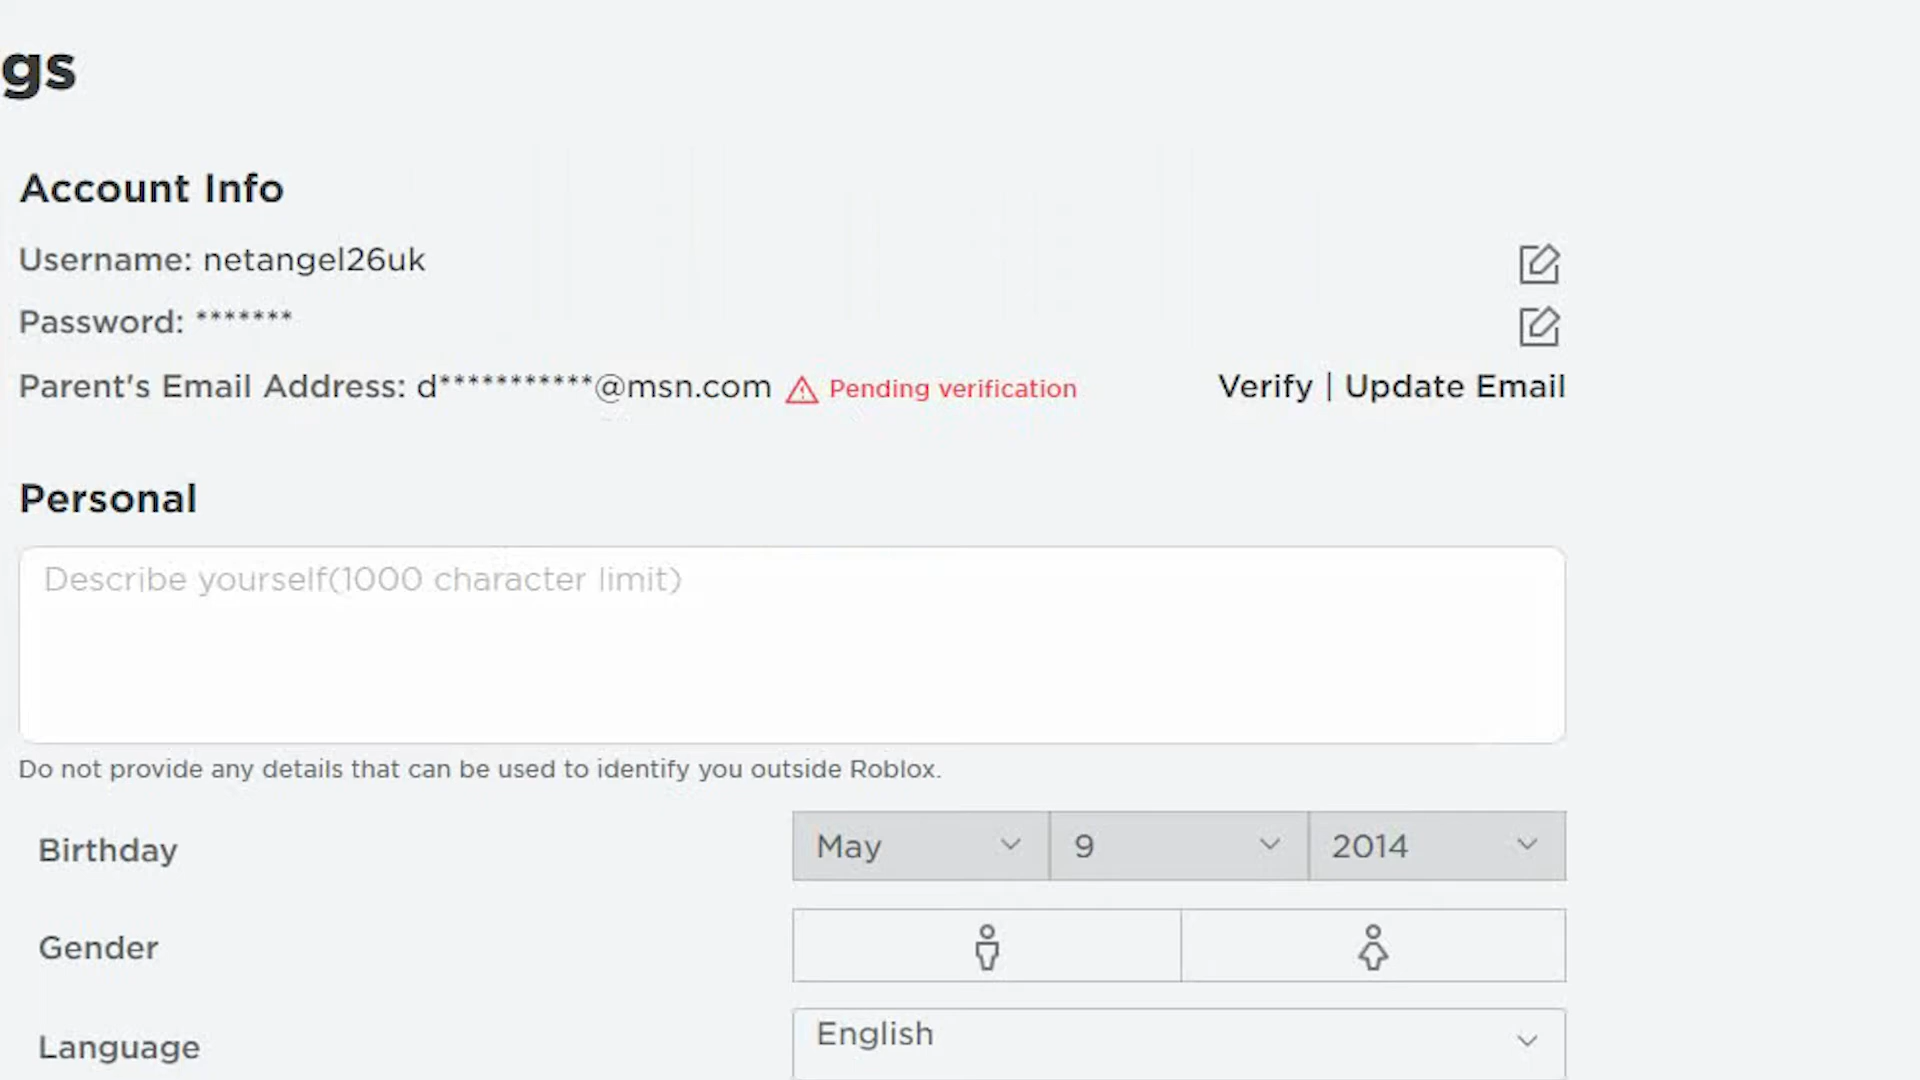 gs
Account Info
Username: netangel26uk
Password: *******
Parent's Email Address: d***********@msn.com Pending verification Verify | Update Email
Personal
Describe yourself(1000 character limit)
Do not provide any details that can be used to identify you outside Roblox.
Birthday May 9 2014
Gender
Language English